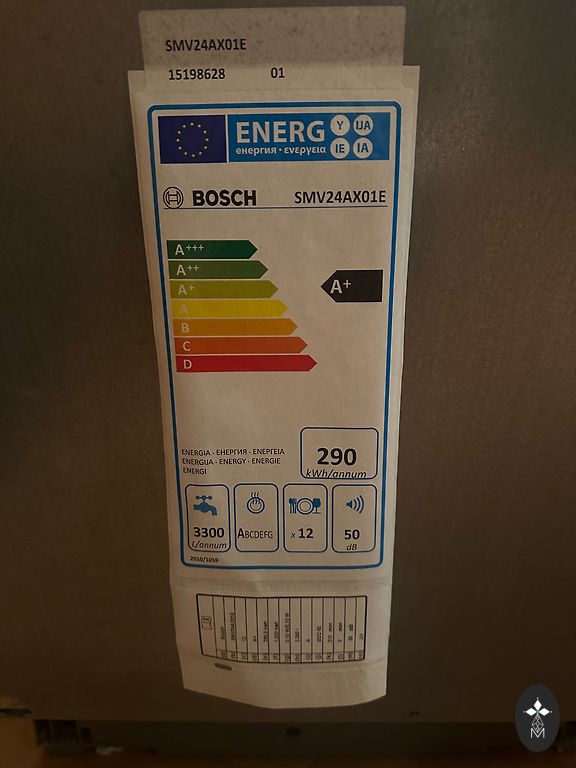 SMV24AX01E
15198628 01
ENERG Y IJA
енергия · ενεργεια IE IA
BOSCH SMV24AX01E
A+++
A++
A+
A+
A
B
C
D
ENERGIA - ЕНЕРГИЯ - ΕΝΕΡΓΕΙΑ
ENERGIJA - ENERGY - ENERGIE
ENERGI
290
kWh/annum
3300 ABCDEFG x 12 50
L/annum dB
2010/1059
M